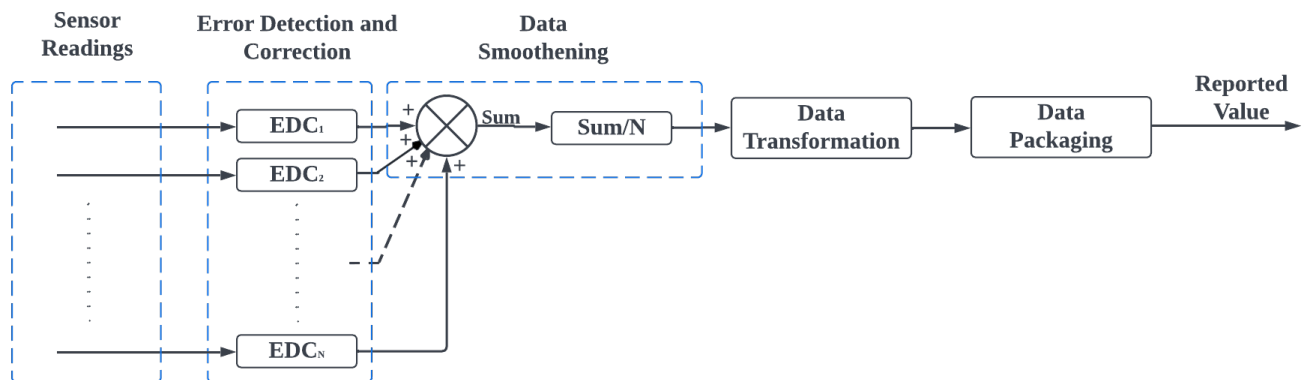 Sensor
Readings
Error Detection and
Correction
Data
Smoothening
Reported
Value
EDC₁
+
+
+
+
Sum
Sum/N
Data
Transformation
Data
Packaging
EDC₂
EDCN